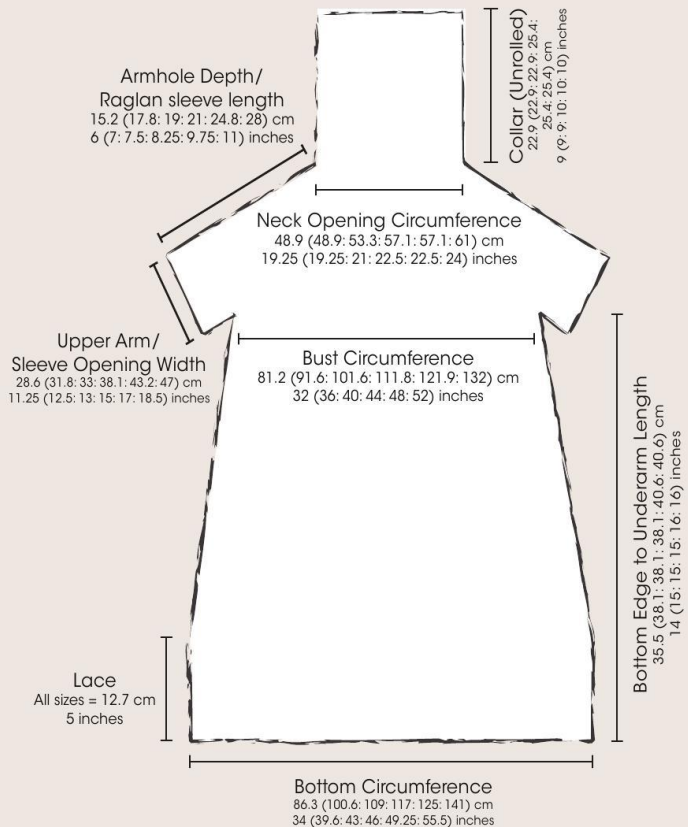 Collar (Unrolled)
22.9 (22.9: 22.9: 25.4:
25.4: 25.4) cm
9 (9: 9: 10: 10: 10) inches
Armhole Depth/
Raglan sleeve length
15.2 (17.8: 19: 21: 24.8: 28) cm
6 (7: 7.5: 8.25: 9.75: 11) inches
Neck Opening Circumference
48.9 (48.9: 53.3: 57.1: 57.1: 61) cm
19.25 (19.25: 21: 22.5: 22.5: 24) inches
Upper Arm/
Sleeve Opening Width
28.6 (31.8: 33: 38.1: 43.2: 47) cm
11.25 (12.5: 13: 15: 17: 18.5) inches
Bust Circumference
81.2 (91.6: 101.6: 111.8: 121.9: 132) cm
32 (36: 40: 44: 48: 52) inches
Bottom Edge to Underarm Length
35.5 (38.1: 38.1: 38.1: 40.6: 40.6) cm
14 (15: 15: 15: 16: 16) inches
Lace
All sizes = 12.7 cm
5 inches
Bottom Circumference
86.3 (100.6: 109: 117: 125: 141) cm
34 (39.6: 43: 46: 49.25: 55.5) inches